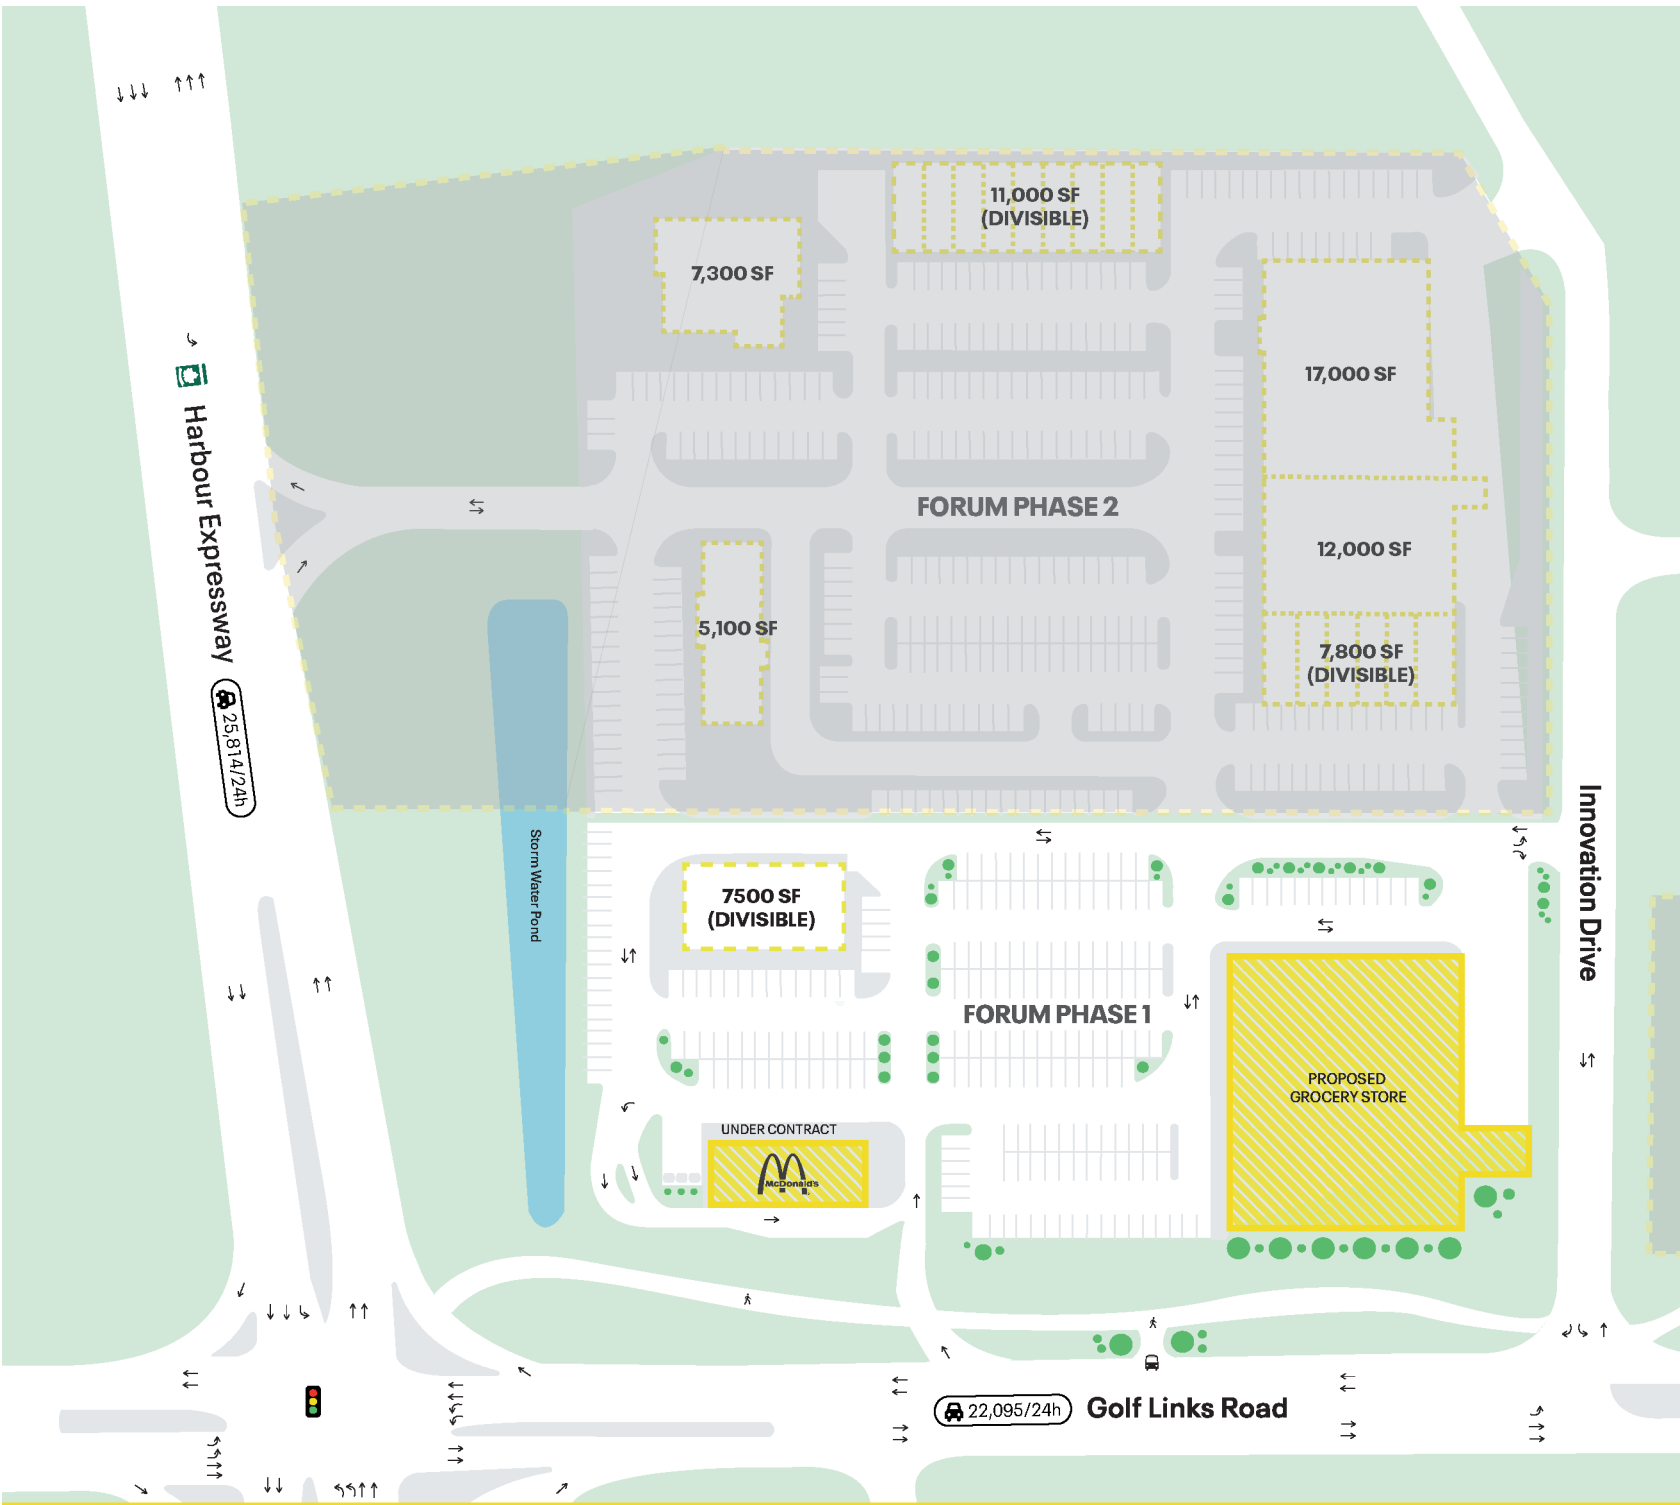 11,000 SF
(DIVISIBLE)
7,300 SF
17,000 SF
Harbour Expressway
25,814/24h
FORUM PHASE 2
12,000 SF
5,100 SF
7,800 SF
(DIVISIBLE)
Innovation Drive
Storm Water Pond
7500 SF
(DIVISIBLE)
FORUM PHASE 1
PROPOSED
GROCERY STORE
UNDER CONTRACT
McDonald's
22,095/24h
Golf Links Road